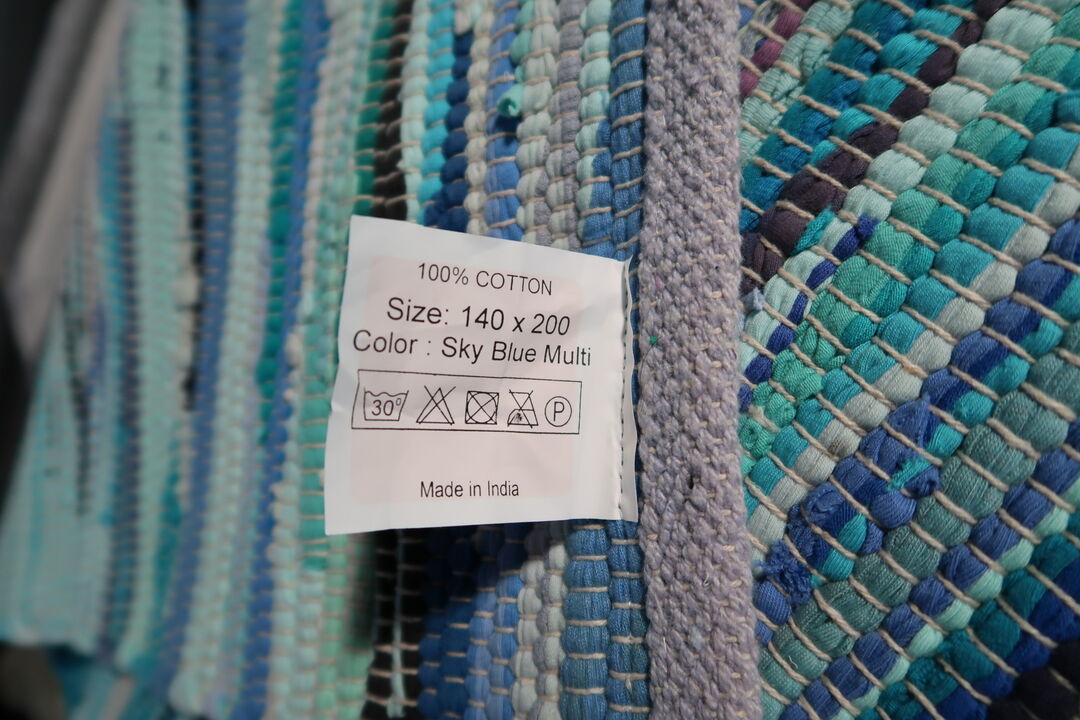 100% COTTON
Size: 140 x 200
Color : Sky Blue Multi
30° P
Made in India